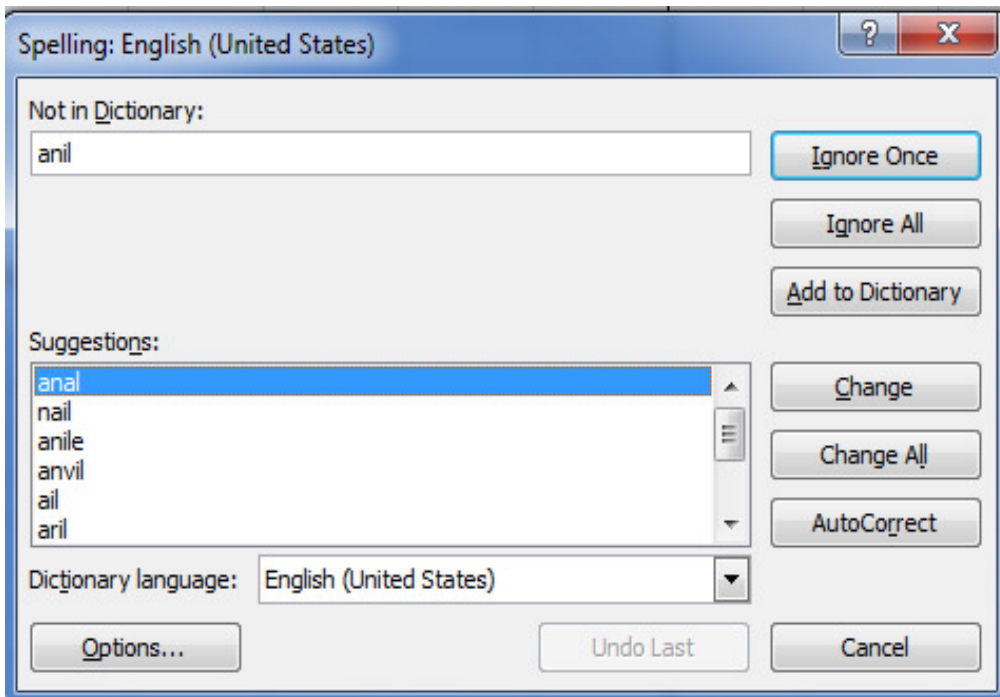 Spelling: English (United States)
Not in Dictionary:
anil
Ignore Once
Ignore All
Add to Dictionary
Suggestions:
anal
nail
anile
anvil
ail
aril
Change
Change All
AutoCorrect
Dictionary language: English (United States)
Options... Undo Last Cancel